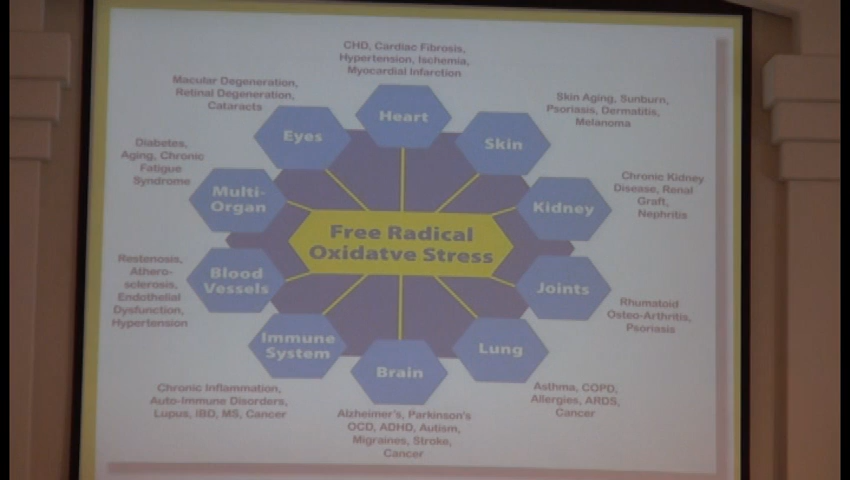 CHD, Cardiac Fibrosis,
Hypertension, Ischemia,
Myocardial Infarction
Macular Degeneration,
Retinal Degeneration,
Cataracts
Skin Aging, Sunburn,
Psoriasis, Dermatitis,
Melanoma
Heart
Eyes
Skin
Diabetes,
Aging, Chronic
Fatigue
Syndrome
Multi-
Organ
Kidney
Chronic Kidney
Disease, Renal
Graft,
Nephritis
Free Radical
Oxidatve Stress
Restenosis,
Athero-
sclerosis,
Endothelial
Dysfunction,
Hypertension
Blood
Vessels
Joints
Rhumatoid
Osteo-Arthritis,
Psoriasis
Immune
System
Brain
Lung
Chronic Inflammation,
Auto-Immune Disorders,
Lupus, IBD, MS, Cancer
Alzheimer's, Parkinson's
OCD, ADHD, Autism,
Migraines, Stroke,
Cancer
Asthma, COPD,
Allergies, ARDS,
Cancer